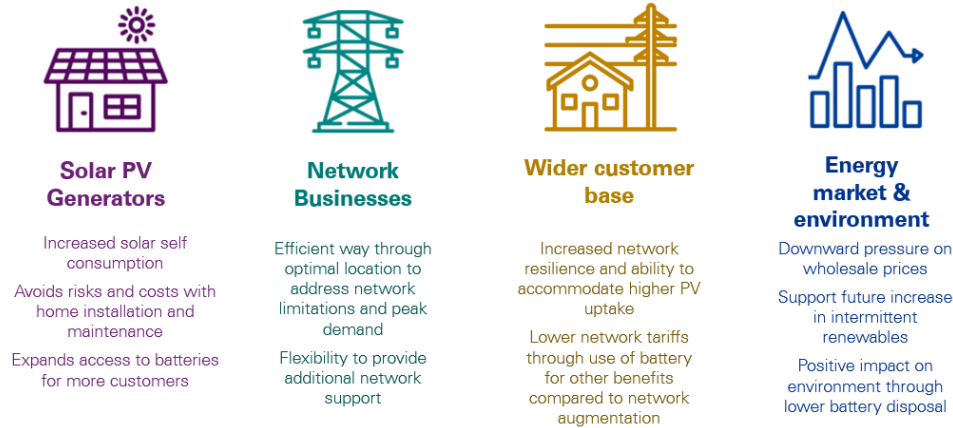 Solar PV
Generators
Increased solar self
consumption
Avoids risks and costs with
home installation and
maintenance
Expands access to batteries
for more customers
Network
Businesses
Efficient way through
optimal location to
address network
limitations and peak
demand
Flexibility to provide
additional network
support
Wider customer
base
Increased network
resilience and ability to
accommodate higher PV
uptake
Lower network tariffs
through use of battery
for other benefits
compared to network
augmentation
Energy
market &
environment
Downward pressure on
wholesale prices
Support future increase
in intermittent
renewables
Positive impact on
environment through
lower battery disposal